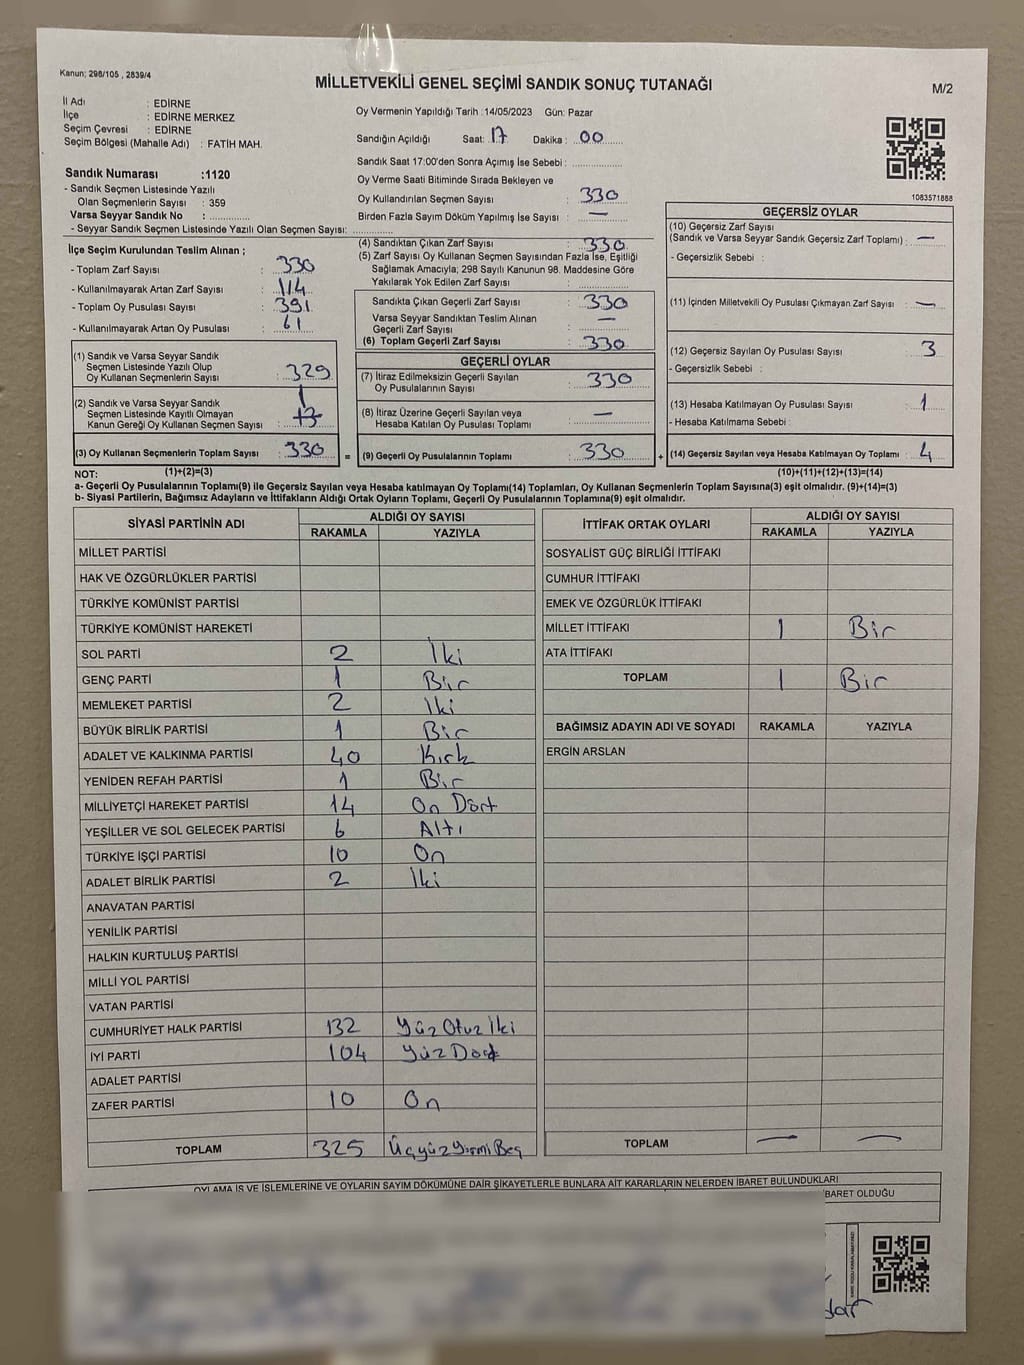 Kanun; 298/105 , 2839/4
MİLLETVEKİLİ GENEL SEÇİMİ SANDIK SONUÇ TUTANAĞI
M/2
İl Adı : EDİRNE
İlçe : EDİRNE MERKEZ
Seçim Çevresi : EDİRNE
Seçim Bölgesi (Mahalle Adı) : FATİH MAH.
Oy Vermenin Yapıldığı Tarih :14/05/2023 Gün: Pazar
Sandığın Açıldığı Saat: 17 Dakika : 00
Sandık Saat 17:00'den Sonra Açımış İse Sebebi :
Oy Verme Saati Bitiminde Sırada Bekleyen ve
Oy Kullandırılan Seçmen Sayısı : 330
Birden Fazla Sayım Döküm Yapılmış İse Sayısı : —
1083571888
Sandık Numarası :1120
- Sandık Seçmen Listesinde Yazılı
Olan Seçmenlerin Sayısı : 359
Varsa Seyyar Sandık No :
- Seyyar Sandık Seçmen Listesinde Yazılı Olan Seçmen Sayısı:
İlçe Seçim Kurulundan Teslim Alınan ;
- Toplam Zarf Sayısı : 330
- Kullanılmayarak Artan Zarf Sayısı : 114
- Toplam Oy Pusulası Sayısı : 391
- Kullanılmayarak Artan Oy Pusulası : 61
(1) Sandık ve Varsa Seyyar Sandık
Seçmen Listesinde Yazılı Olup
Oy Kullanan Seçmenlerin Sayısı : 329
(2) Sandık ve Varsa Seyyar Sandık
Seçmen Listesinde Kayıtlı Olmayan
Kanun Gereği Oy Kullanan Seçmen Sayısı : 1
(3) Oy Kullanan Seçmenlerin Toplam Sayısı : 330 =
(1)+(2)=(3)
(4) Sandıktan Çıkan Zarf Sayısı : 330
(5) Zarf Sayısı Oy Kullanan Seçmen Sayısından Fazla İse, Eşitliği
Sağlamak Amacıyla; 298 Sayılı Kanunun 98. Maddesine Göre
Yakılarak Yok Edilen Zarf Sayısı :
Sandıkta Çıkan Geçerli Zarf Sayısı : 330
Varsa Seyyar Sandıktan Teslim Alınan
Geçerli Zarf Sayısı : —
(6) Toplam Geçerli Zarf Sayısı : 330
GEÇERLİ OYLAR
(7) İtiraz Edilmeksizin Geçerli Sayılan
Oy Pusulalarının Sayısı : 330
(8) İtiraz Üzerine Geçerli Sayılan veya
Hesaba Katılan Oy Pusulası Toplamı : —
(9) Geçerli Oy Pusulalarının Toplamı : 330 +
GEÇERSİZ OYLAR
(10) Geçersiz Zarf Sayısı
(Sandık ve Varsa Seyyar Sandık Geçersiz Zarf Toplamı) : —
- Geçersizlik Sebebi :
(11) İçinden Milletvekili Oy Pusulası Çıkmayan Zarf Sayısı : —
(12) Geçersiz Sayılan Oy Pusulası Sayısı : 3
- Geçersizlik Sebebi :
(13) Hesaba Katılmayan Oy Pusulası Sayısı : 1
- Hesaba Katılmama Sebebi :
(14) Geçersiz Sayılan veya Hesaba Katılmayan Oy Toplamı : 4
(10)+(11)+(12)+(13)=(14)
NOT:
a- Geçerli Oy Pusulalarının Toplamı(9) ile Geçersiz Sayılan veya Hesaba katılmayan Oy Toplamı(14) Toplamları, Oy Kullanan Seçmenlerin Toplam Sayısına(3) eşit olmalıdır. (9)+(14)=(3)
b- Siyasi Partilerin, Bağımsız Adayların ve İttifakların Aldığı Ortak Oyların Toplamı, Geçerli Oy Pusulalarının Toplamına(9) eşit olmalıdır.
SİYASİ PARTİNİN ADI ALDIĞI OY SAYISI
RAKAMLA YAZIYLA
MİLLET PARTİSİ
HAK VE ÖZGÜRLÜKLER PARTİSİ
TÜRKİYE KOMÜNİST PARTİSİ
TÜRKİYE KOMÜNİST HAREKETİ
SOL PARTİ 2 İki
GENÇ PARTİ 1 Bir
MEMLEKET PARTİSİ 2 İki
BÜYÜK BİRLİK PARTİSİ 1 Bir
ADALET VE KALKINMA PARTİSİ 40 Kırk
YENİDEN REFAH PARTİSİ 1 Bir
MİLLİYETÇİ HAREKET PARTİSİ 14 On Dört
YEŞİLLER VE SOL GELECEK PARTİSİ 6 Altı
TÜRKİYE İŞÇİ PARTİSİ 10 On
ADALET BİRLİK PARTİSİ 2 İki
ANAVATAN PARTİSİ
YENİLİK PARTİSİ
HALKIN KURTULUŞ PARTİSİ
MİLLİ YOL PARTİSİ
VATAN PARTİSİ
CUMHURİYET HALK PARTİSİ 132 Yüz Otuz İki
İYİ PARTİ 104 Yüz Dört
ADALET PARTİSİ
ZAFER PARTİSİ 10 On
TOPLAM 325 Üçyüz Yirmi Beş
İTTİFAK ORTAK OYLARI ALDIĞI OY SAYISI
RAKAMLA YAZIYLA
SOSYALİST GÜÇ BİRLİĞİ İTTİFAKI
CUMHUR İTTİFAKI
EMEK VE ÖZGÜRLÜK İTTİFAKI
MİLLET İTTİFAKI 1 Bir
ATA İTTİFAKI
TOPLAM 1 Bir
BAĞIMSIZ ADAYIN ADI VE SOYADI RAKAMLA YAZIYLA
ERGİN ARSLAN
TOPLAM — —
OYLAMA İŞ VE İŞLEMLERİNE VE OYLARIN SAYIM DÖKÜMÜNE DAİR ŞİKAYETLERLE BUNLARA AİT KARARLARIN NELERDEN İBARET BULUNDUKLARI
BARET OLDUĞU